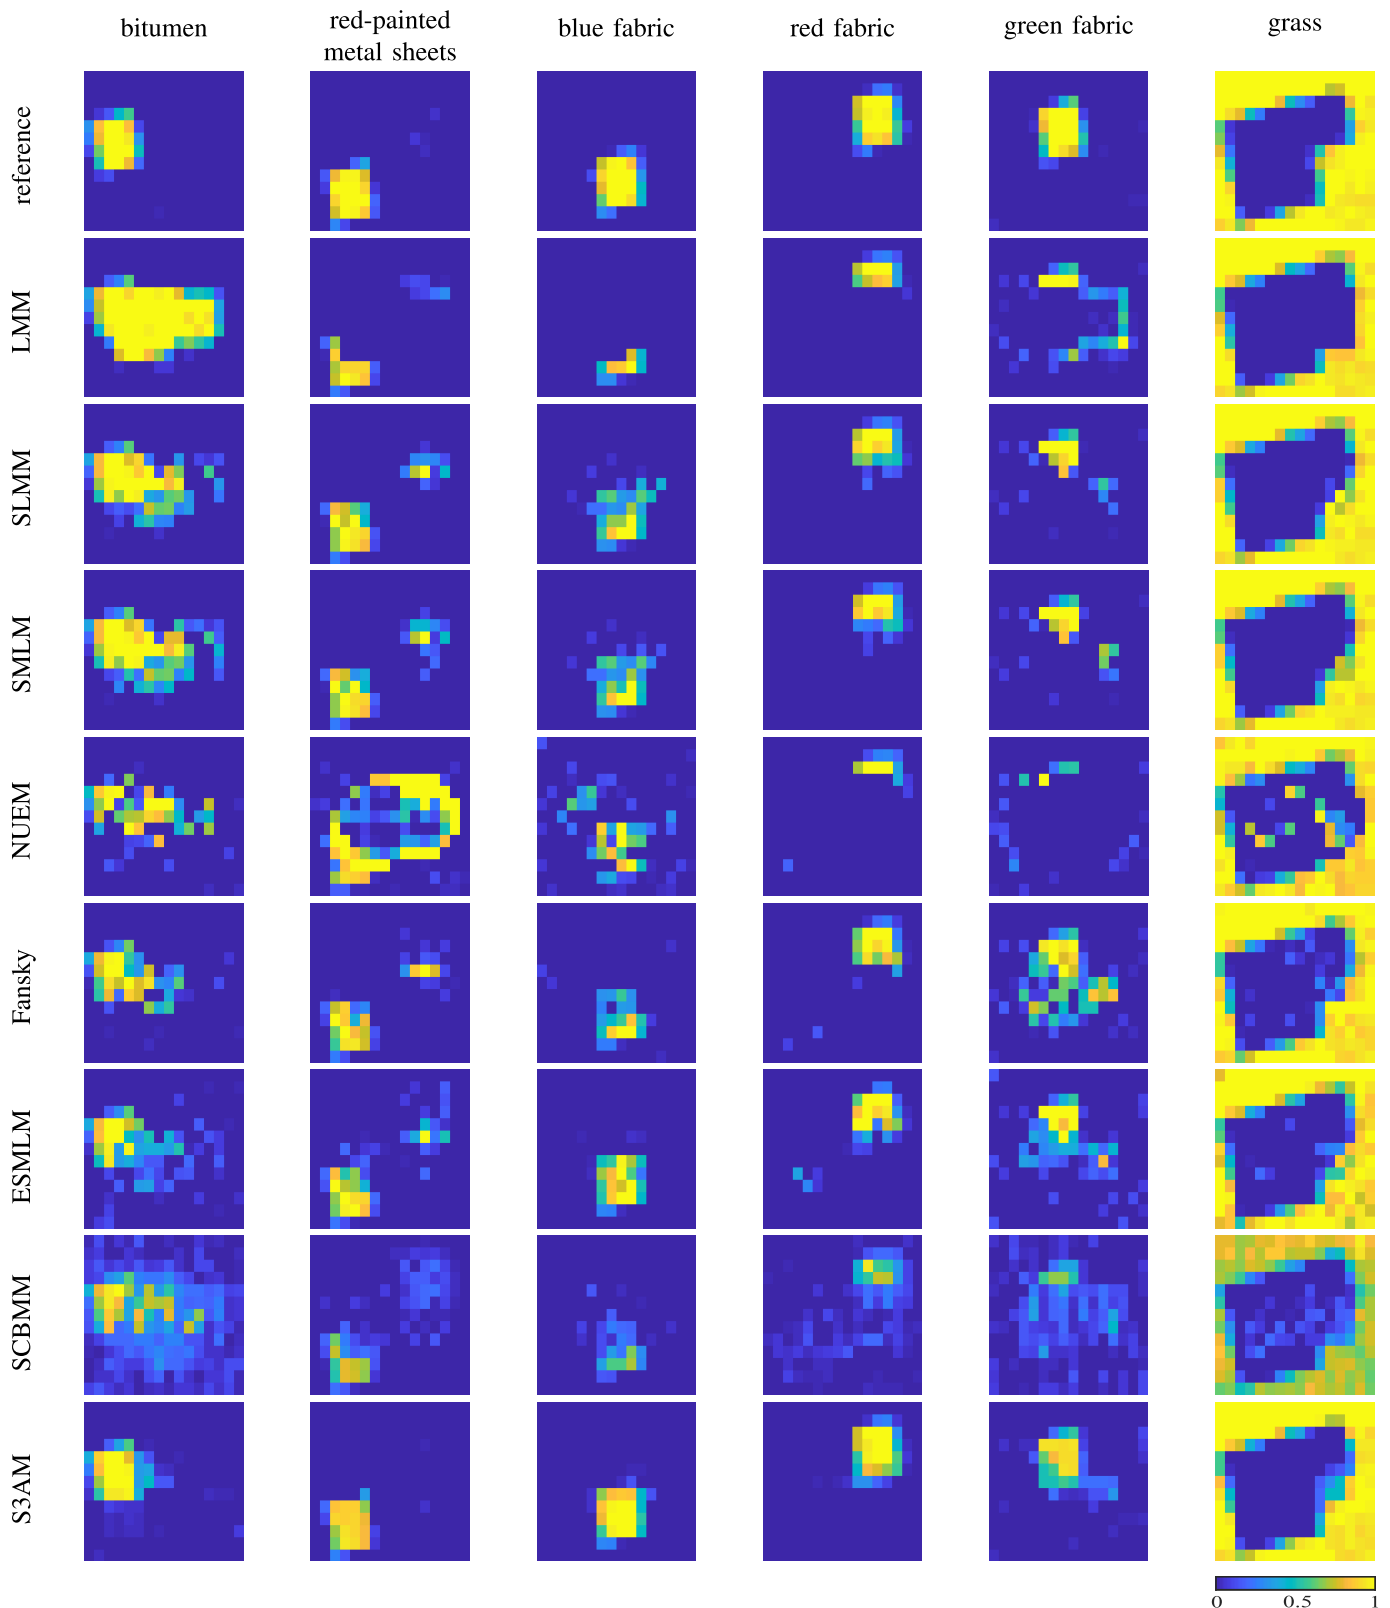 bitumen
red-painted
metal sheets
blue fabric
red fabric
green fabric
grass
reference
LMM
SLMM
SMLM
NUEM
Fansky
ESMLM
SCBMM
S3AM
0 0.5 1